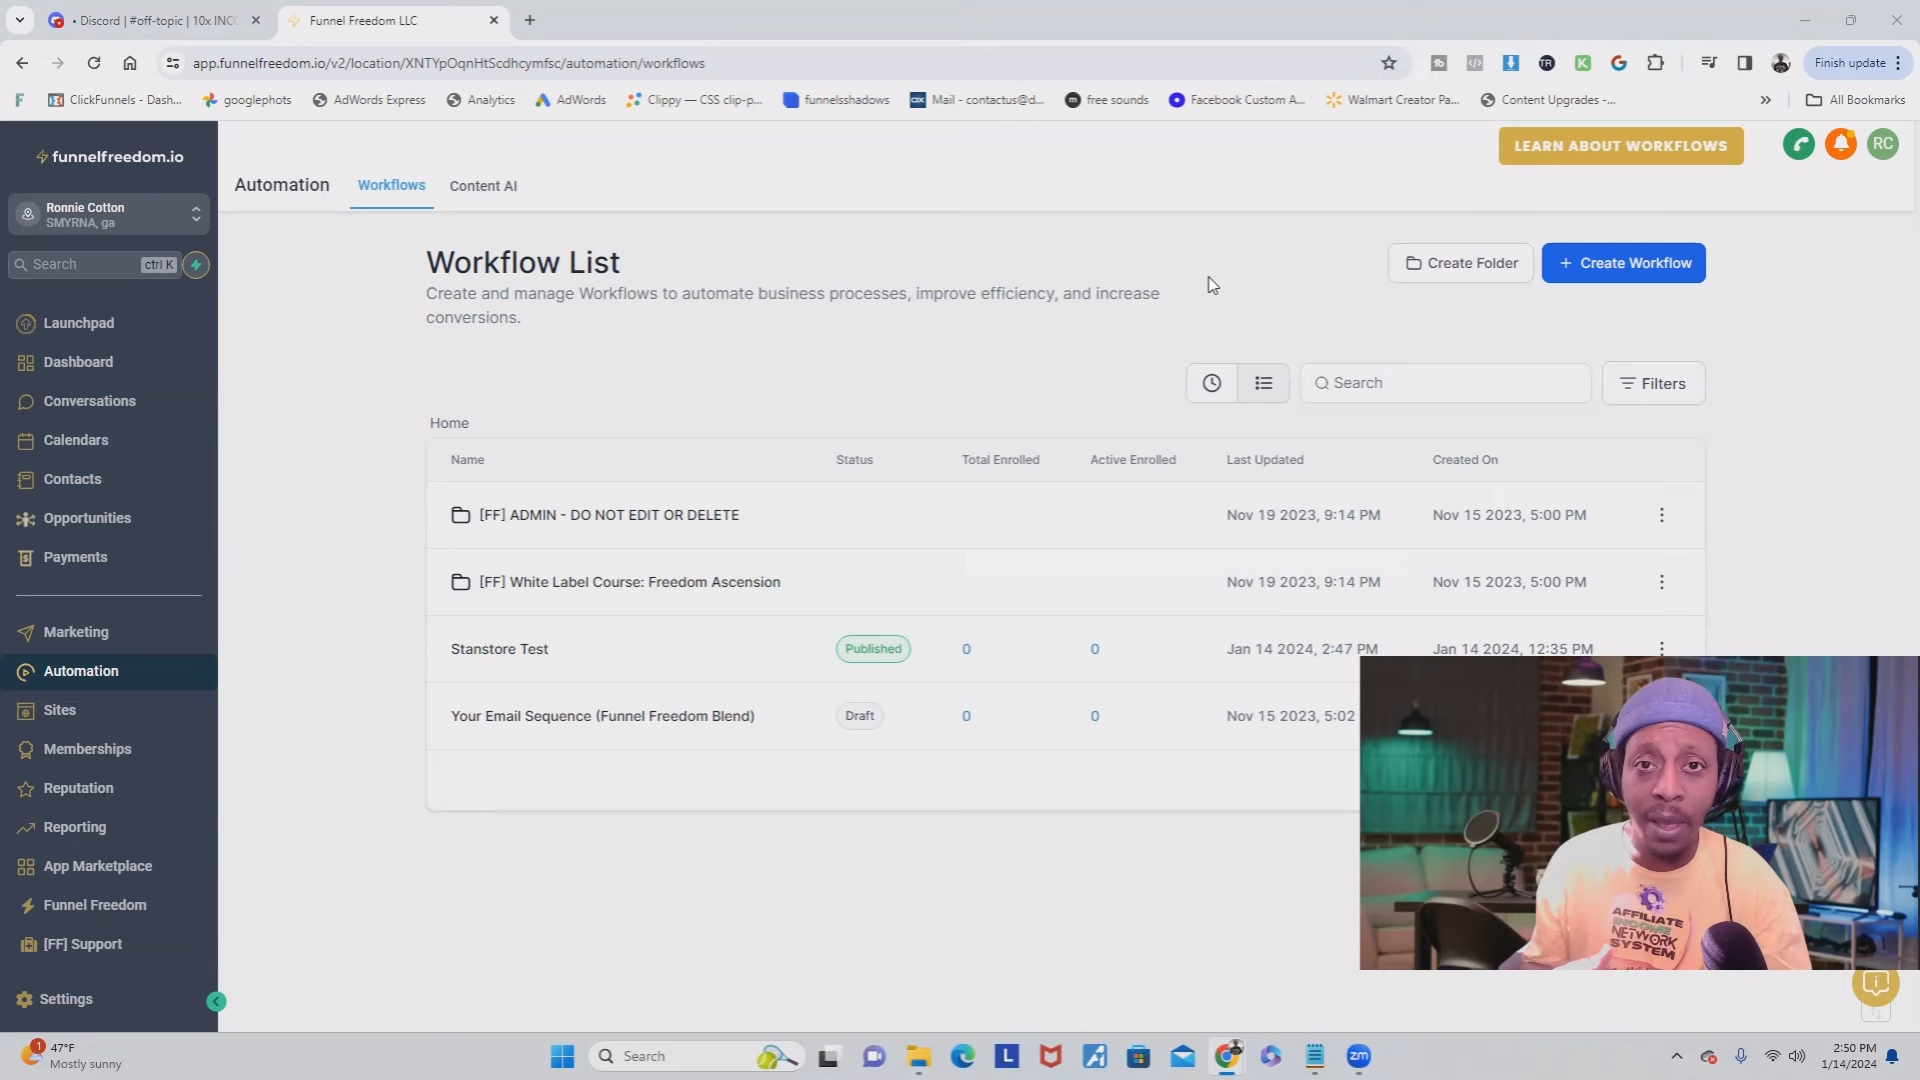 • Discord | #off-topic | 10x INC
Funnel Freedom LLC
app.funnelfreedom.io/v2/location/XNTYpOqnHtScdhcymfsc/automation/workflows
Finish update
ClickFunnels - Dash...
googlephots
AdWords Express
Analytics
AdWords
Clippy — CSS clip-p...
funnelsshadows
Mail - contactus@d...
free sounds
Facebook Custom A...
Walmart Creator Pa...
Content Upgrades -...
All Bookmarks
funnelfreedom.io
LEARN ABOUT WORKFLOWS
RC
Automation
Workflows
Content AI
Ronnie Cotton
SMYRNA, ga
Search
ctrl K
Launchpad
Dashboard
Conversations
Calendars
Contacts
Opportunities
Payments
Marketing
Automation
Sites
Memberships
Reputation
Reporting
App Marketplace
Funnel Freedom
[FF] Support
Settings
Workflow List
Create and manage Workflows to automate business processes, improve efficiency, and increase
conversions.
Create Folder
+ Create Workflow
Search
Filters
Home
Name Status Total Enrolled Active Enrolled Last Updated Created On
[FF] ADMIN - DO NOT EDIT OR DELETE Nov 19 2023, 9:14 PM Nov 15 2023, 5:00 PM
[FF] White Label Course: Freedom Ascension Nov 19 2023, 9:14 PM Nov 15 2023, 5:00 PM
Stanstore Test Published 0 0 Jan 14 2024, 2:47 PM Jan 14 2024, 12:35 PM
Your Email Sequence (Funnel Freedom Blend) Draft 0 0 Nov 15 2023, 5:02
AFFILIATE
INCOME
NETWORK
SYSTEM
1
47°F
Mostly sunny
Search
L
zm
2:50 PM
1/14/2024